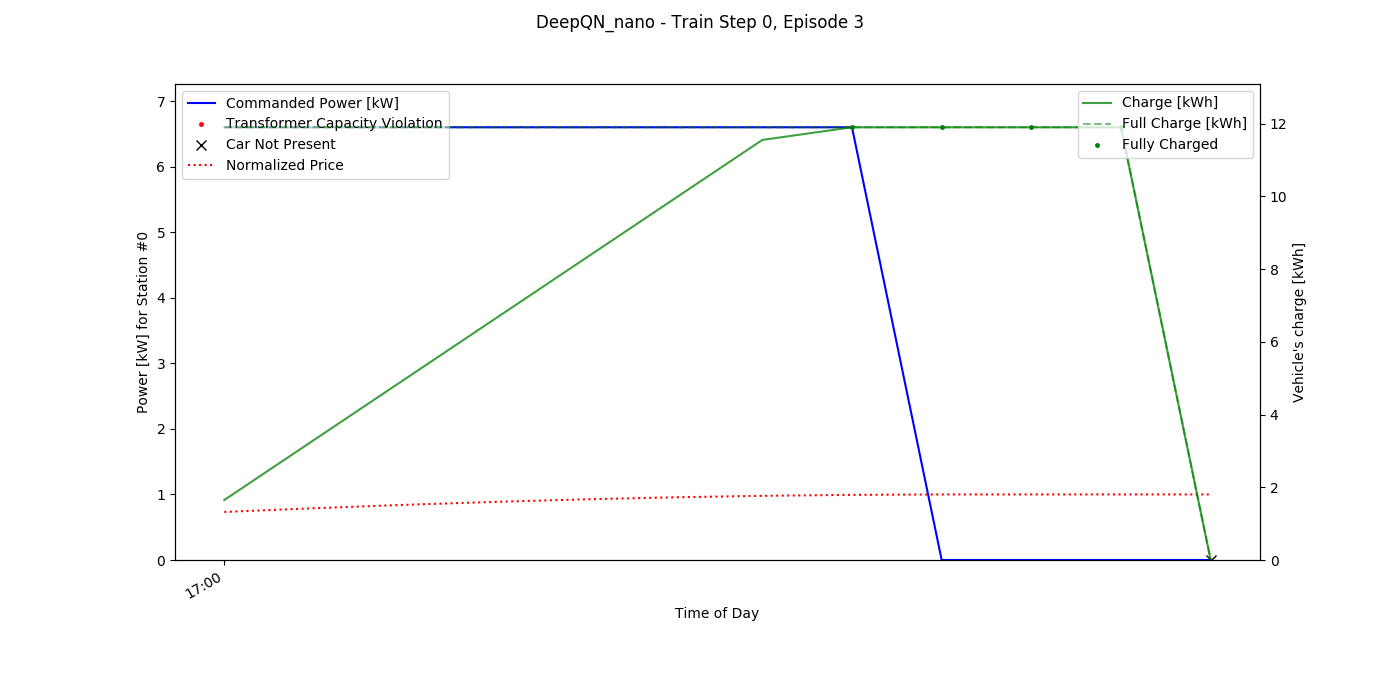 DeepQN_nano - Train Step 0, Episode 3
Commanded Power [kW]
Transformer Capacity Violation
Car Not Present
Normalized Price
Charge [kWh]
Full Charge [kWh]
Fully Charged
Power [kW] for Station #0
7
6
5
4
3
2
1
0
Vehicle's charge [kWh]
12
10
8
6
4
2
0
17:00
Time of Day